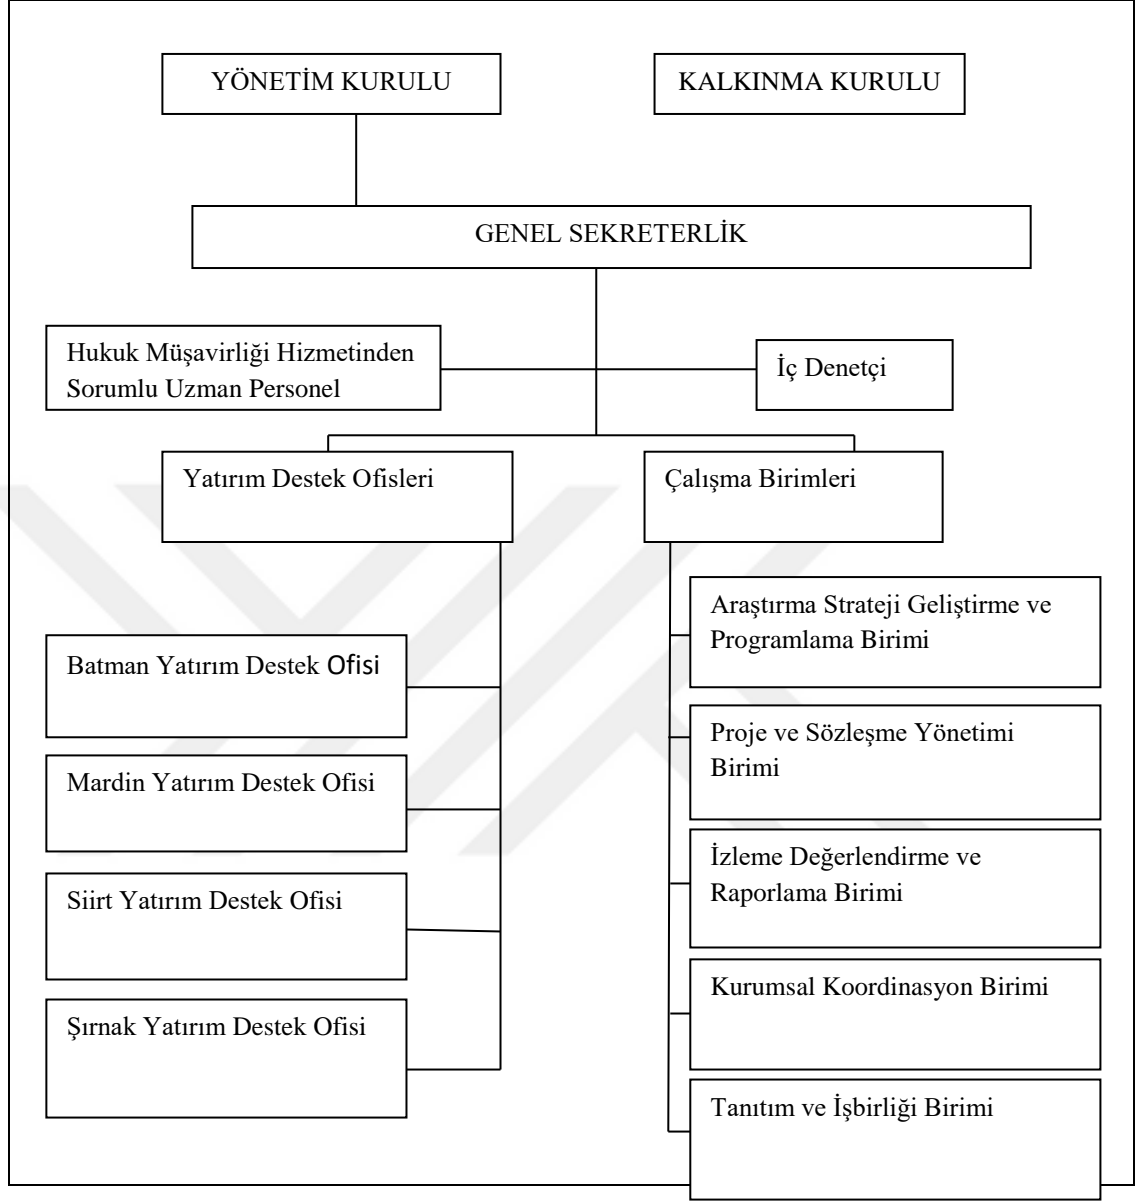 YÖNETİM KURULU
KALKINMA KURULU
GENEL SEKRETERLİK
Hukuk Müşavirliği Hizmetinden
Sorumlu Uzman Personel
İç Denetçi
Yatırım Destek Ofisleri
Çalışma Birimleri
Batman Yatırım Destek Ofisi
Mardin Yatırım Destek Ofisi
Siirt Yatırım Destek Ofisi
Şırnak Yatırım Destek Ofisi
Araştırma Strateji Geliştirme ve
Programlama Birimi
Proje ve Sözleşme Yönetimi
Birimi
İzleme Değerlendirme ve
Raporlama Birimi
Kurumsal Koordinasyon Birimi
Tanıtım ve İşbirliği Birimi